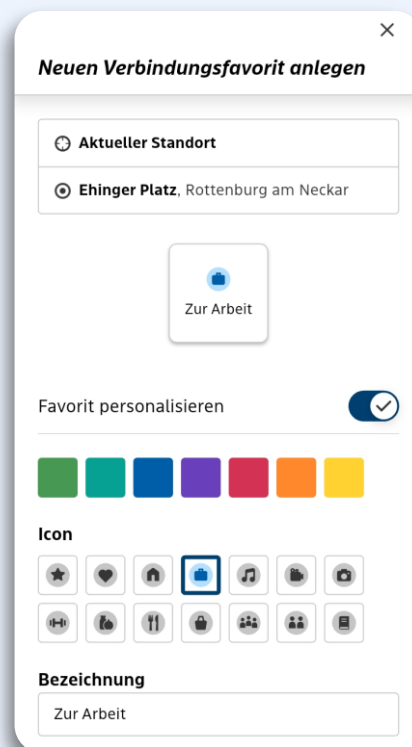 Neuen Verbindungsfavorit anlegen
Aktueller Standort
Ehinger Platz, Rottenburg am Neckar
Zur Arbeit
Favorit personalisieren
Icon
Bezeichnung
Zur Arbeit